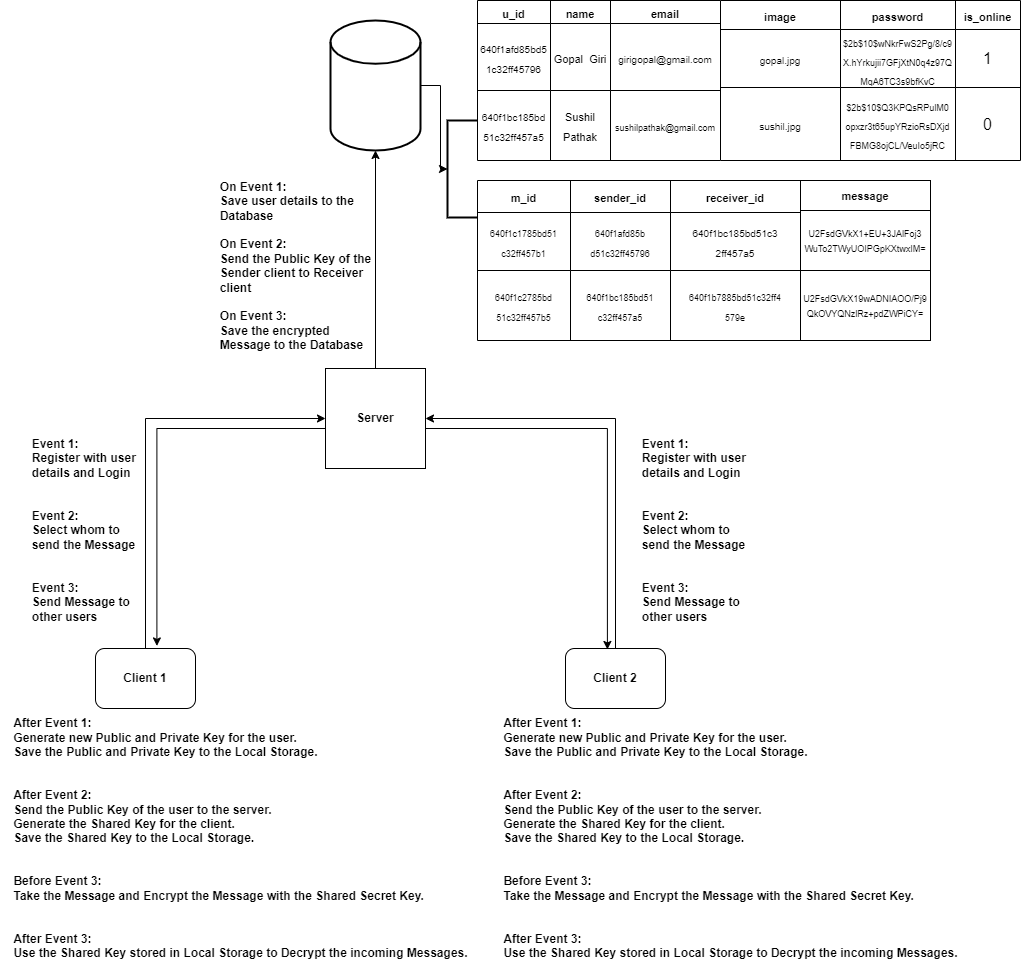 u_id name email image password is_online
640f1afd85bd5
1c32ff45796
Gopal Giri
girigopal@gmail.com
gopal.jpg
$2b$10$wNkrFwS2Pg/8/c9
X.hYrkujii7GFjXtN0q4z97Q
MqA6TC3s9bfKvC
1
640f1bc185bd
51c32ff457a5
Sushil
Pathak
sushilpathak@gmail.com
sushil.jpg
$2b$10$Q3KPQsRPulM0
opxzr3t65upYRzioRsDXjd
FBMG8ojCL/Veulo5jRC
0
m_id sender_id receiver_id message
640f1c1785bd51
c32ff457b1
640f1afd85b
d51c32ff45796
640f1bc185bd51c3
2ff457a5
U2FsdGVkX1+EU+3JAIFoj3
WuTo2TWyUOIPGpKXtwxlM=
640f1c2785bd
51c32ff457b5
640f1bc185bd51
c32ff457a5
640f1b7885bd51c32ff4
579e
U2FsdGVkX19wADNIAOO/Pj9
QkOVYQNzlRz+pdZWPiCY=
On Event 1:
Save user details to the
Database
On Event 2:
Send the Public Key of the
Sender client to Receiver
client
On Event 3:
Save the encrypted
Message to the Database
Server
Event 1:
Register with user
details and Login
Event 2:
Select whom to
send the Message
Event 3:
Send Message to
other users
Event 1:
Register with user
details and Login
Event 2:
Select whom to
send the Message
Event 3:
Send Message to
other users
Client 1
Client 2
After Event 1:
Generate new Public and Private Key for the user.
Save the Public and Private Key to the Local Storage.
After Event 2:
Send the Public Key of the user to the server.
Generate the Shared Key for the client.
Save the Shared Key to the Local Storage.
Before Event 3:
Take the Message and Encrypt the Message with the Shared Secret Key.
After Event 3:
Use the Shared Key stored in Local Storage to Decrypt the incoming Messages.
After Event 1:
Generate new Public and Private Key for the user.
Save the Public and Private Key to the Local Storage.
After Event 2:
Send the Public Key of the user to the server.
Generate the Shared Key for the client.
Save the Shared Key to the Local Storage.
Before Event 3:
Take the Message and Encrypt the Message with the Shared Secret Key.
After Event 3:
Use the Shared Key stored in Local Storage to Decrypt the incoming Messages.